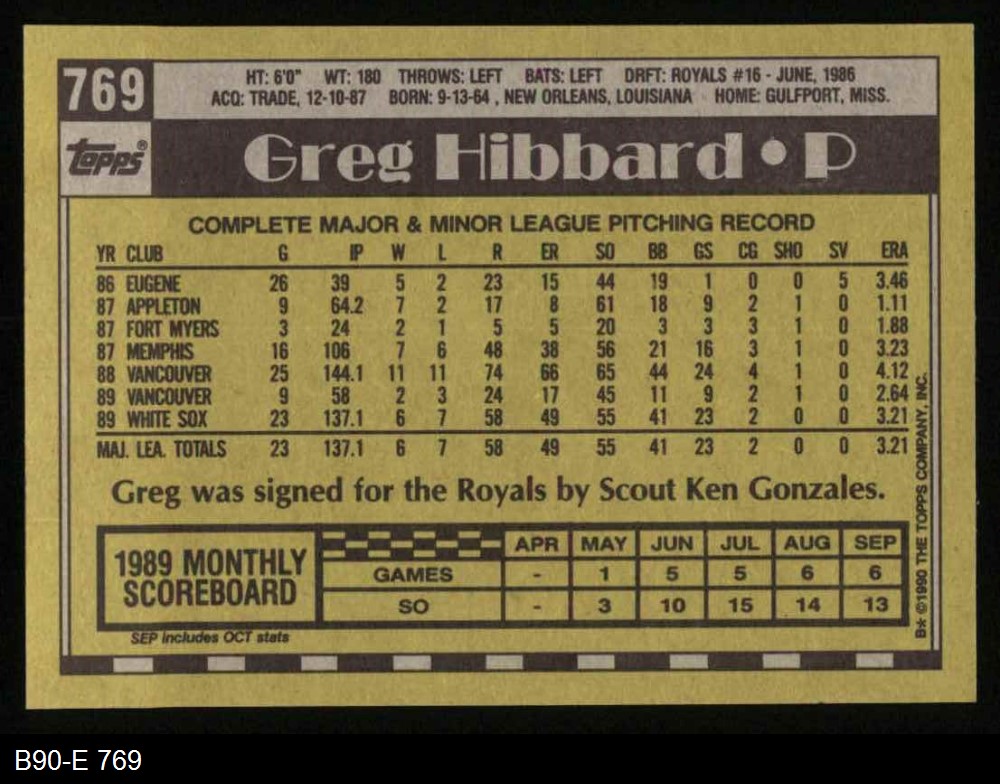 769
HT: 6'0" WT: 180 THROWS: LEFT BATS: LEFT DRFT: ROYALS #16 - JUNE, 1986
ACQ: TRADE, 12-10-87 BORN: 9-13-64 , NEW ORLEANS, LOUISIANA HOME: GULFPORT, MISS.
topps®
Greg Hibbard • P
COMPLETE MAJOR & MINOR LEAGUE PITCHING RECORD
YR CLUB G IP W L R ER SO BB GS CG SHO SV ERA
86 EUGENE 26 39 5 2 23 15 44 19 1 0 0 5 3.46
87 APPLETON 9 64.2 7 2 17 8 61 18 9 2 1 0 1.11
87 FORT MYERS 3 24 2 1 5 5 20 3 3 3 1 0 1.88
87 MEMPHIS 16 106 7 6 48 38 56 21 16 3 1 0 3.23
88 VANCOUVER 25 144.1 11 11 74 66 65 44 24 4 1 0 4.12
89 VANCOUVER 9 58 2 3 24 17 45 11 9 2 1 0 2.64
89 WHITE SOX 23 137.1 6 7 58 49 55 41 23 2 0 0 3.21
MAJ. LEA. TOTALS 23 137.1 6 7 58 49 55 41 23 2 0 0 3.21
Greg was signed for the Royals by Scout Ken Gonzales.
1989 MONTHLY
SCOREBOARD
APR MAY JUN JUL AUG SEP
GAMES - 1 5 5 6 6
SO - 3 10 15 14 13
SEP includes OCT stats
B* ©1990 THE TOPPS COMPANY, INC.
B90-E 769